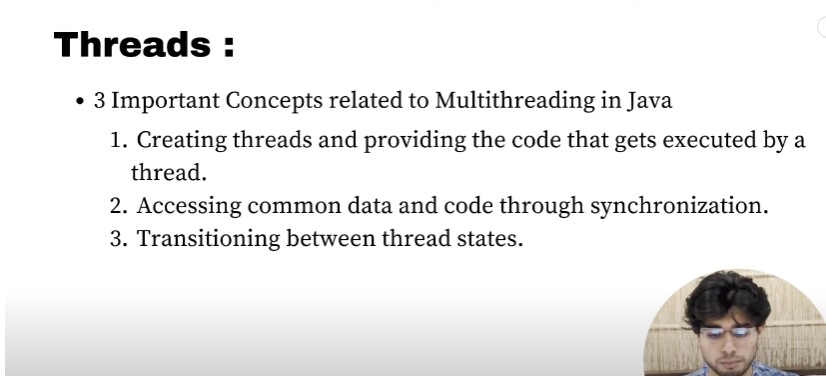 Threads :
• 3 Important Concepts related to Multithreading in Java
1. Creating threads and providing the code that gets executed by a
thread.
2. Accessing common data and code through synchronization.
3. Transitioning between thread states.